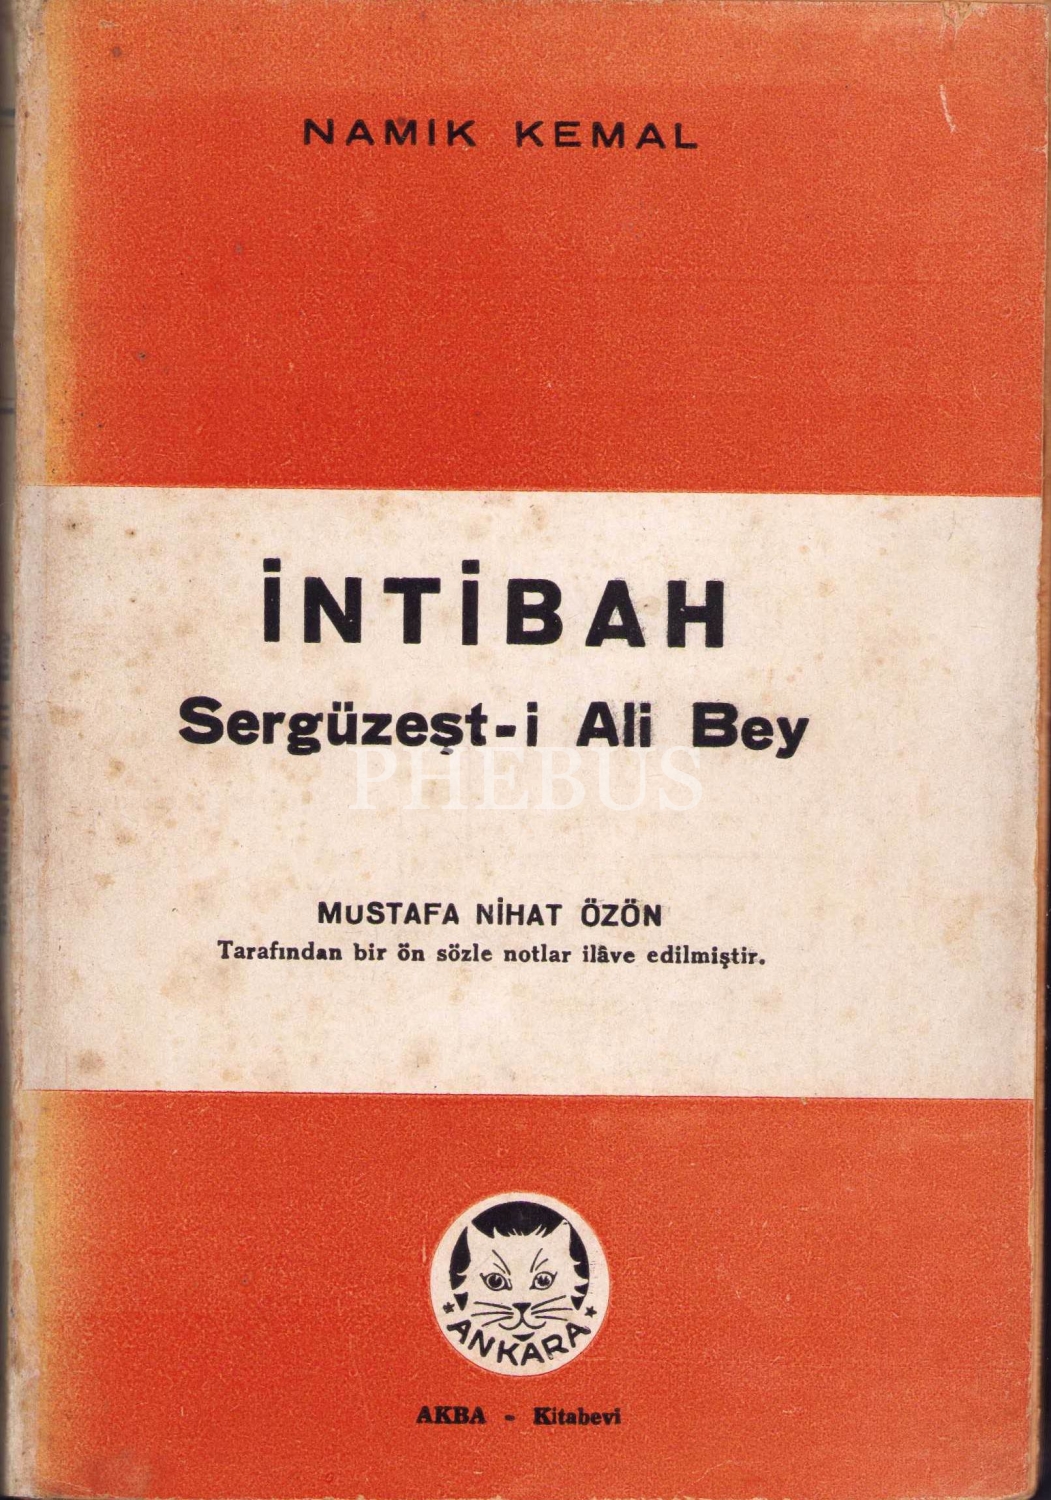 NAMIK KEMAL
İNTİBAH
Sergüzeşt-i Ali Bey
PHEBUS
MUSTAFA NİHAT ÖZÖN
Tarafından bir ön sözle notlar ilâve edilmiştir.
ANKARA
AKBA - Kitabevi